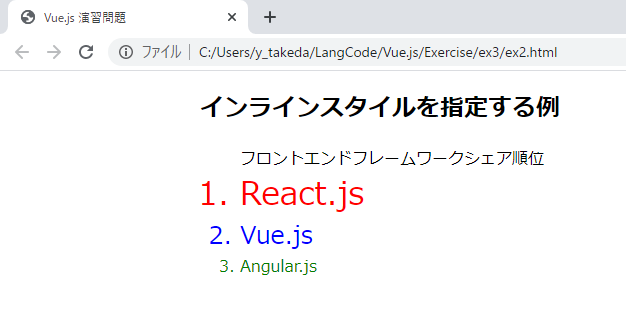 Vue.js 演習問題
ファイル | C:/Users/y_takeda/LangCode/Vue.js/Exercise/ex3/ex2.html
インラインスタイルを指定する例
フロントエンドフレームワークシェア順位
1. React.js
2. Vue.js
3. Angular.js